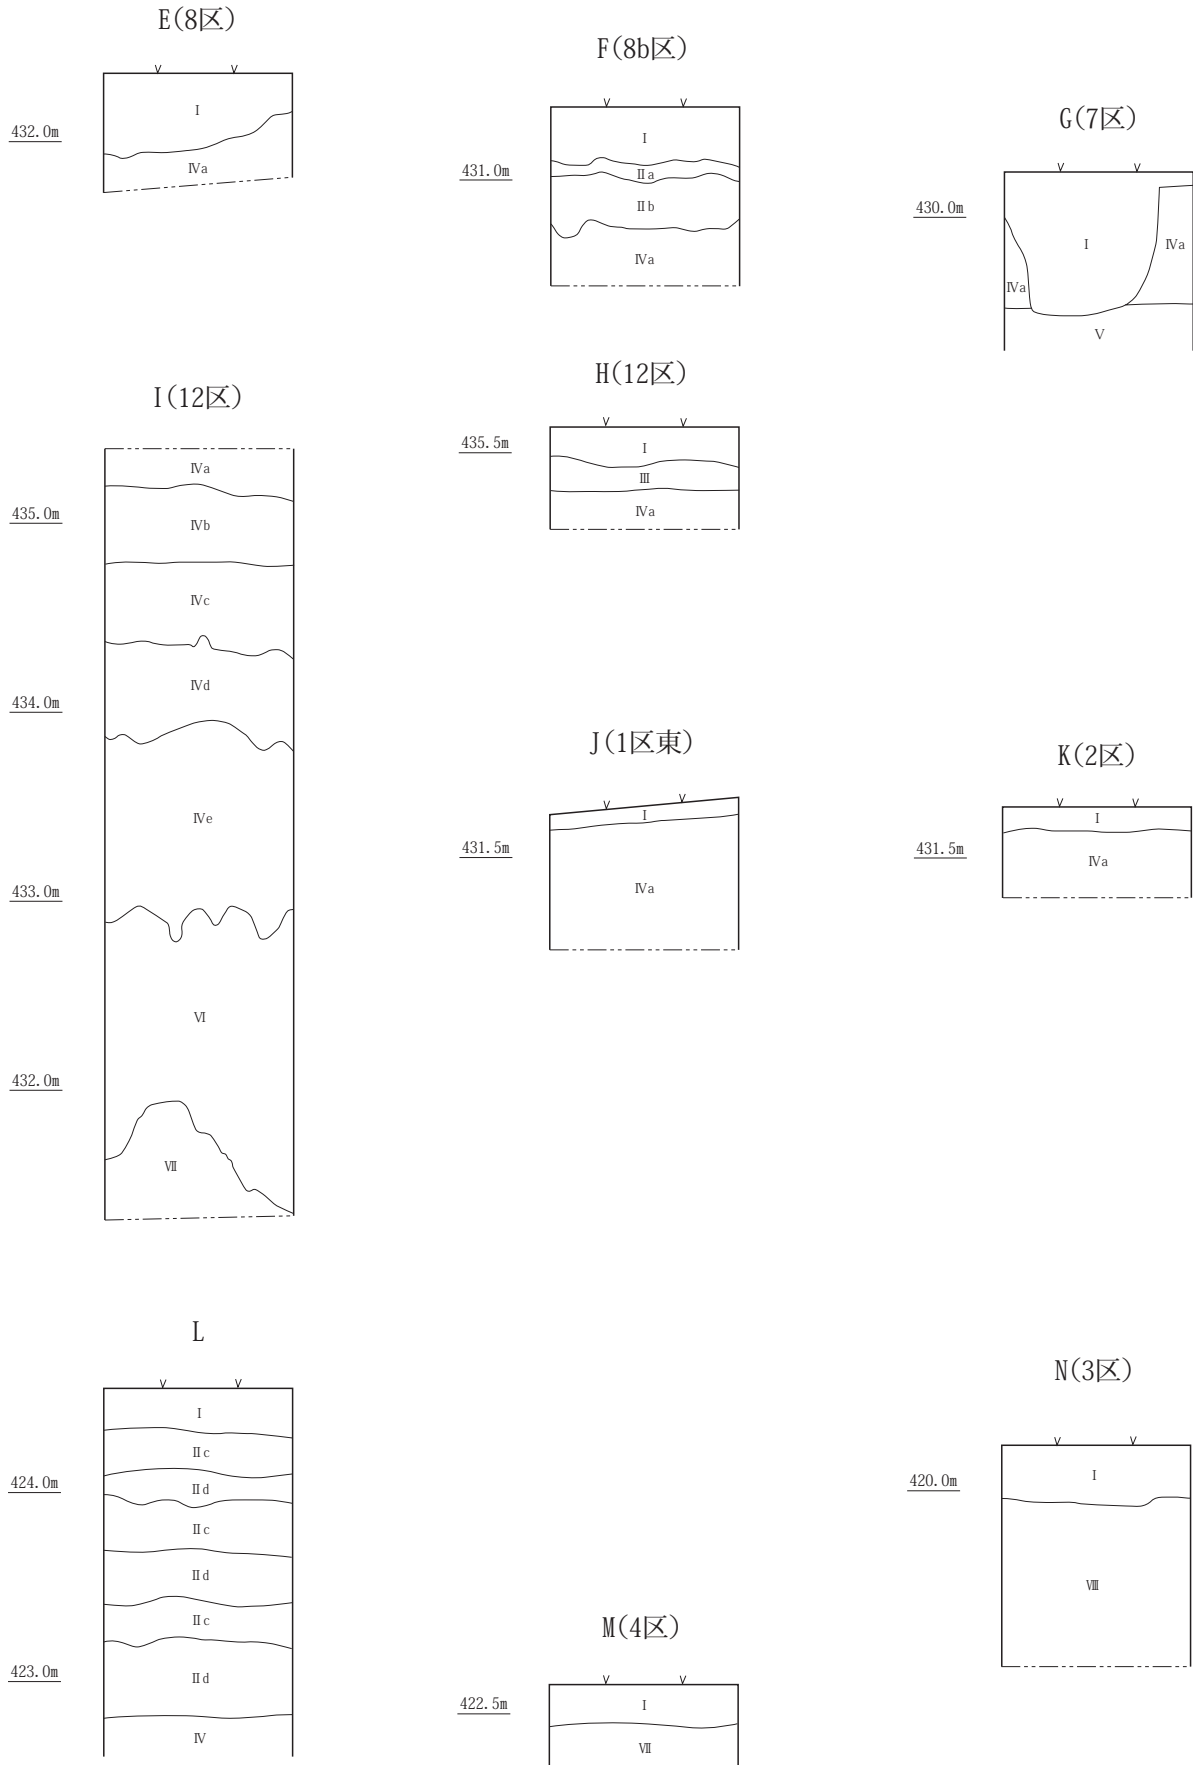 E(8区)
432.0m
Ⅰ
Ⅳa
F(8b区)
431.0m
Ⅰ
Ⅱa
Ⅱb
Ⅳa
G(7区)
430.0m
Ⅰ
Ⅳa
Ⅳa
Ⅴ
I(12区)
Ⅳa
435.0m
Ⅳb
Ⅳc
434.0m
Ⅳd
Ⅳe
433.0m
Ⅵ
432.0m
Ⅶ
H(12区)
435.5m
Ⅰ
Ⅲ
Ⅳa
J(1区東)
431.5m
Ⅰ
Ⅳa
K(2区)
431.5m
Ⅰ
Ⅳa
L
Ⅰ
Ⅱc
424.0m
Ⅱd
Ⅱc
Ⅱd
Ⅱc
423.0m
Ⅱd
Ⅳ
M(4区)
422.5m
Ⅰ
Ⅶ
N(3区)
420.0m
Ⅰ
Ⅷ